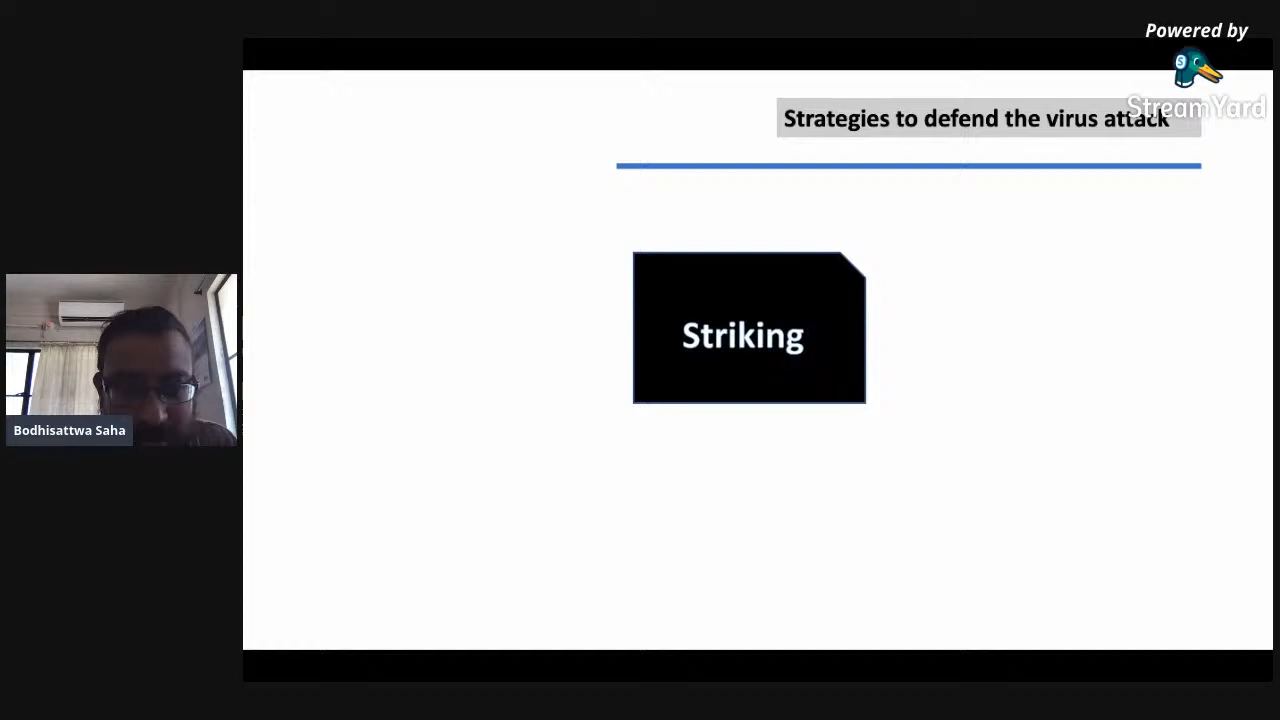 Powered by
StreamYard
Strategies to defend the virus attack
Striking
Bodhisattwa Saha